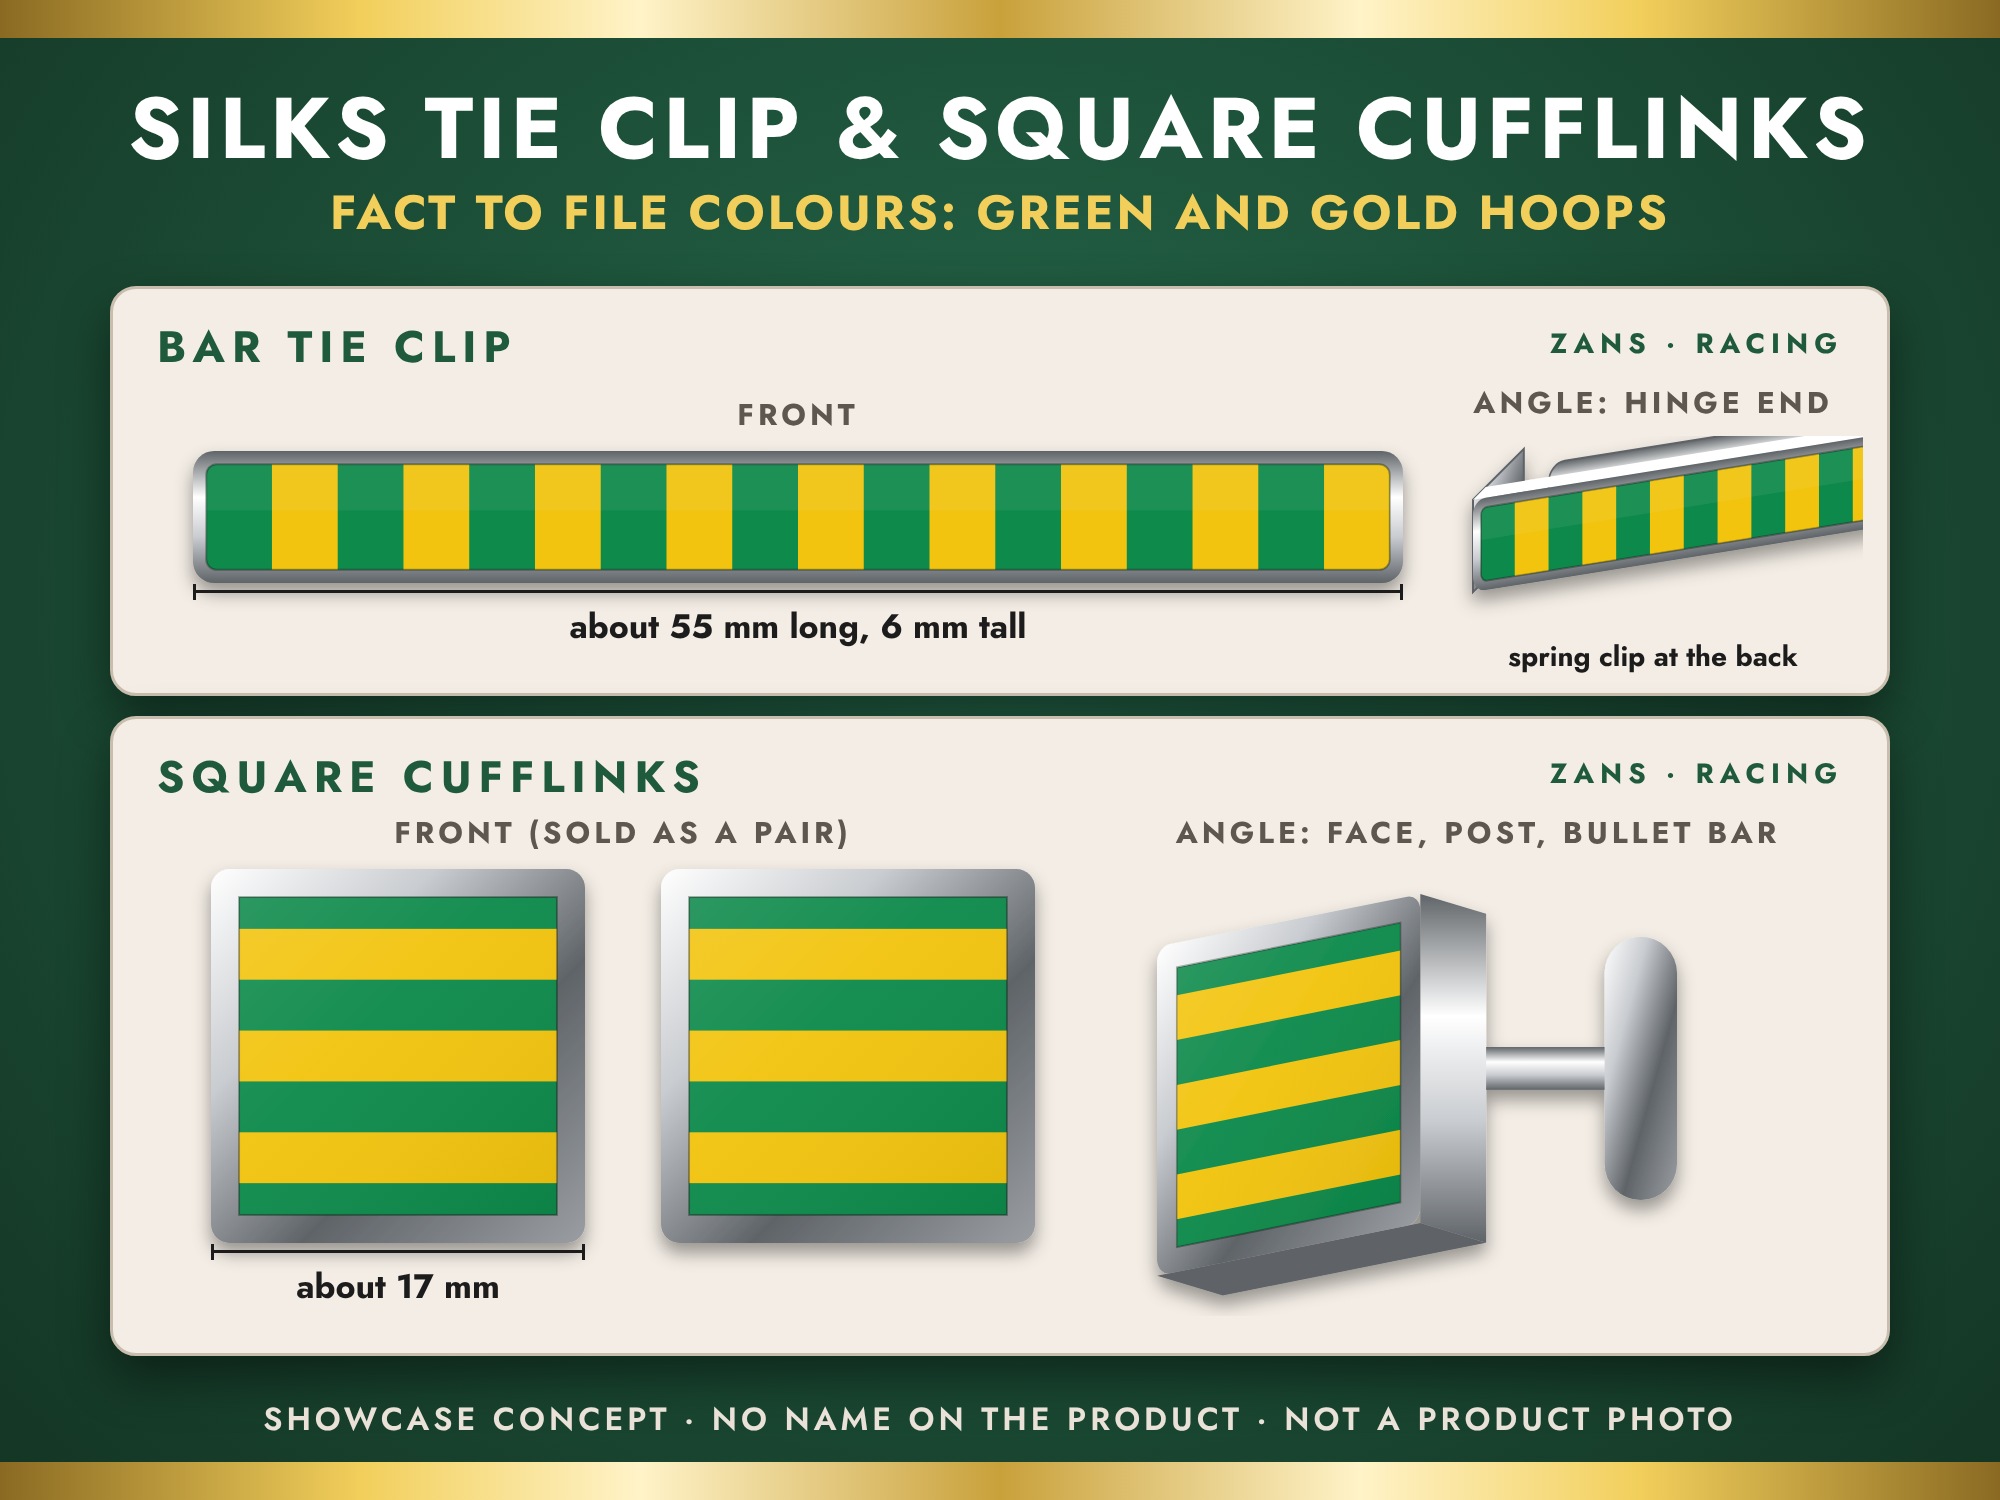 SILKS TIE CLIP & SQUARE CUFFLINKS
FACT TO FILE COLOURS: GREEN AND GOLD HOOPS
BAR TIE CLIP
ZANS · RACING
FRONT
ANGLE: HINGE END
about 55 mm long, 6 mm tall
spring clip at the back
SQUARE CUFFLINKS
ZANS · RACING
FRONT (SOLD AS A PAIR)
ANGLE: FACE, POST, BULLET BAR
about 17 mm
SHOWCASE CONCEPT · NO NAME ON THE PRODUCT · NOT A PRODUCT PHOTO